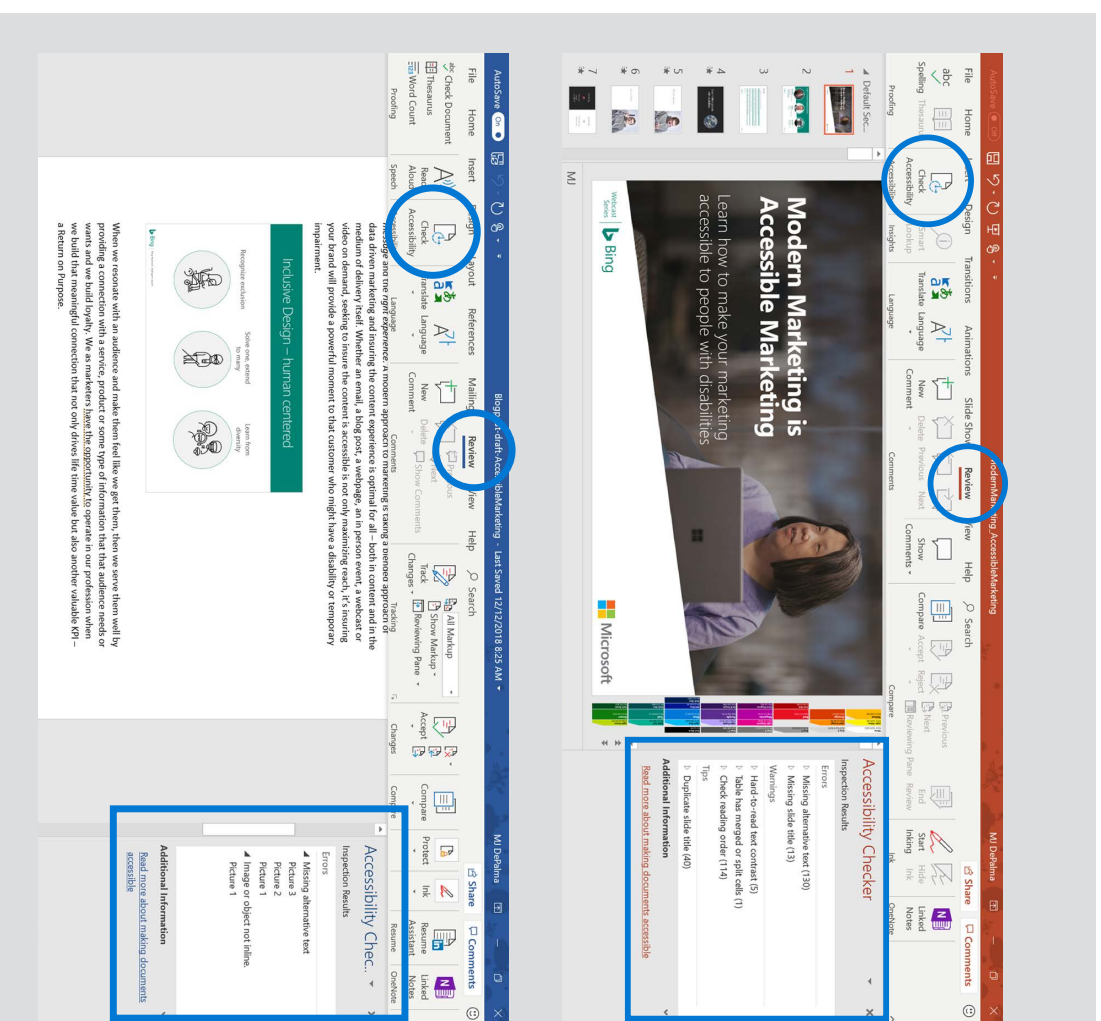 AutoSave On
ModernMarketing_AccessibleMarketing
MJ DePalma
File Home Insert Design Transitions Animations Slide Show Review View Help Search
Share Comments
abc
Spelling Thesaurus
Proofing
Check
Accessibility
Accessibility
Smart
Lookup
Insights
Translate Language
Language
New
Comment
Delete Previous Next
Comments
Show
Comments
Compare Accept Reject
Previous
Next
Reviewing Pane
End
Review
Compare
Start
Inking
Hide
Ink
Ink
Linked
Notes
OneNote
Default Sec...
1
2
3
4
5
6
7
Modern Marketing is
Accessible Marketing
Learn how to make your marketing
accessible to people with disabilities
Webcast
Series
Bing
Microsoft
MJ
Accessibility Checker
Inspection Results
Errors
Missing alternative text (130)
Missing slide title (13)
Warnings
Hard-to-read text contrast (5)
Table has merged or split cells (1)
Check reading order (114)
Tips
Duplicate slide title (40)
Additional Information
Read more about making documents accessible
AutoSave On
Blogpost-draft-AccessibleMarketing - Last Saved 12/12/2018 8:25 AM
MJ DePalma
File Home Insert Design Layout References Mailings Review View Help Search
Share Comments
abc Check Document
Thesaurus
123 Word Count
Proofing
Read
Aloud
Speech
Check
Accessibility
Accessibility
Translate Language
Language
New
Comment
Delete
Previous
Next
Show Comments
Comments
Track
Changes
All Markup
Show Markup
Reviewing Pane
Tracking
Accept
Changes
Compare
Compare
Protect
Ink
Resume
Assistant
Resume
Linked
Notes
OneNote
message and the right experience. A modern approach to marketing is taking a blended approach of
data driven marketing and insuring the content experience is optimal for all – both in content and in the
medium of delivery itself. Whether an email, a blog post, a webpage, an in person event, a webcast or
video on demand, seeking to insure the content is accessible is not only maximizing reach, it's insuring
your brand will provide a powerful moment to that customer who might have a disability or temporary
impairment.
Inclusive Design – human centered
Recognize exclusion
Solve one, extend
to many
Learn from
diversity
Bing
When we resonate with an audience and make them feel like we get them, then we serve them well by
providing a connection with a service, product or some type of information that that audience needs or
wants and we build loyalty. We as marketers have the opportunity to operate in our profession when
we build that meaningful connection that not only drives life time value but also another valuable KPI –
a Return on Purpose.
Accessibility Chec..
Inspection Results
Errors
Missing alternative text
Picture 3
Picture 2
Picture 1
Image or object not inline.
Picture 1
Additional Information
Read more about making documents
accessible